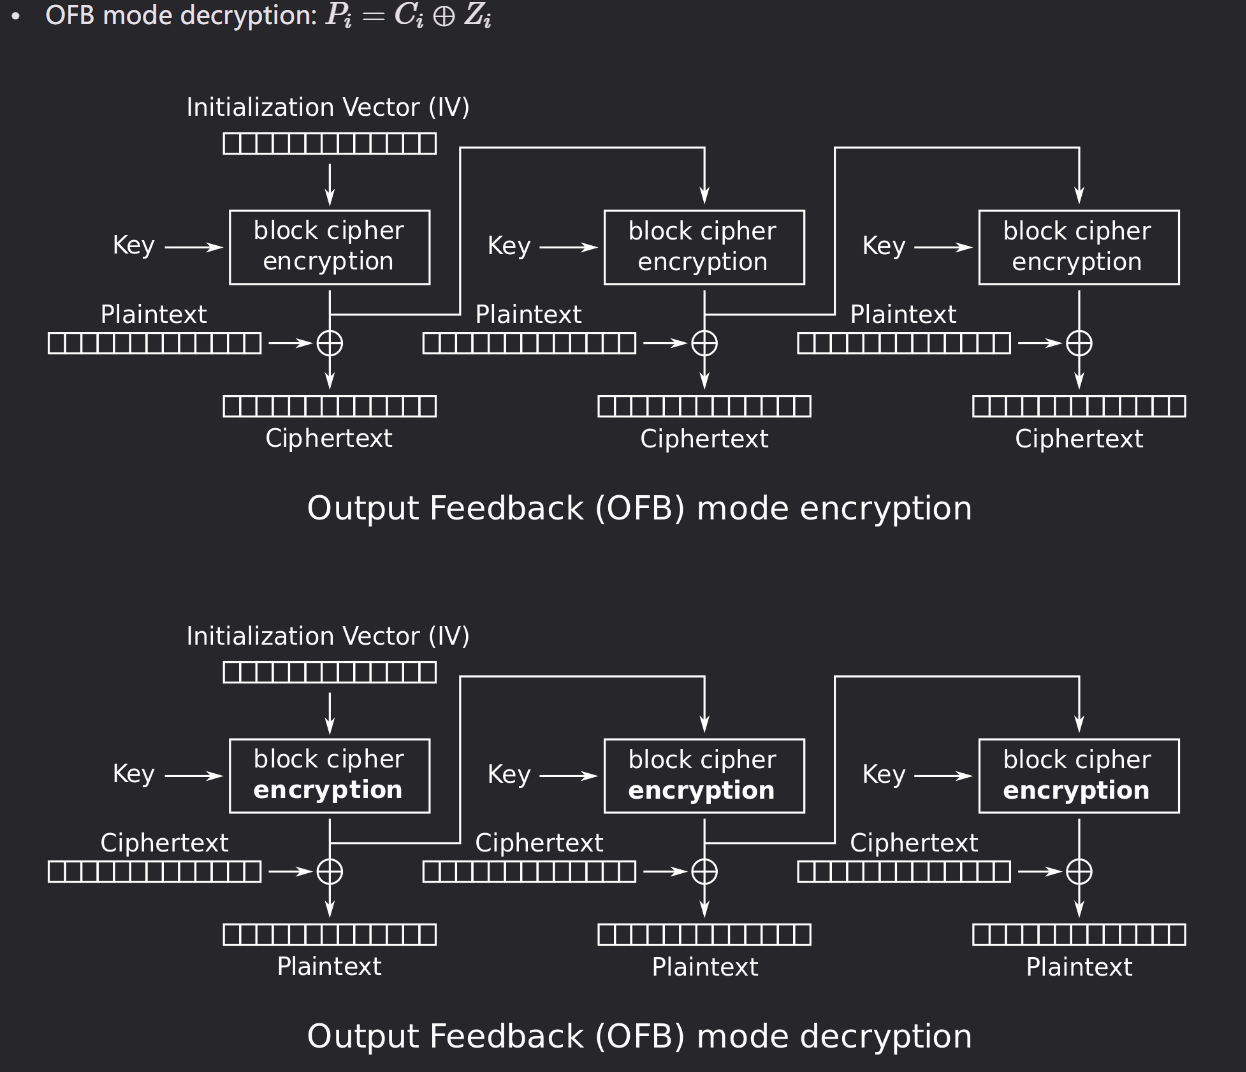 • OFB mode decryption: P_i = C_i ⊕ Z_i
Initialization Vector (IV)
Key
block cipher
encryption
Key
block cipher
encryption
Key
block cipher
encryption
Plaintext
Plaintext
Plaintext
Ciphertext
Ciphertext
Ciphertext
Output Feedback (OFB) mode encryption
Initialization Vector (IV)
Key
block cipher
encryption
Key
block cipher
encryption
Key
block cipher
encryption
Ciphertext
Ciphertext
Ciphertext
Plaintext
Plaintext
Plaintext
Output Feedback (OFB) mode decryption